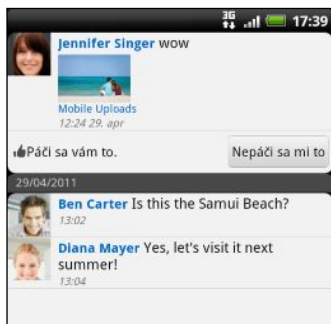 3G 17:39
Jennifer Singer wow
Mobile Uploads
12:24 29. apr
Páči sa vám to.
Nepáči sa mi to
29/04/2011
Ben Carter Is this the Samui Beach?
13:02
Diana Mayer Yes, let's visit it next
summer!
13:04